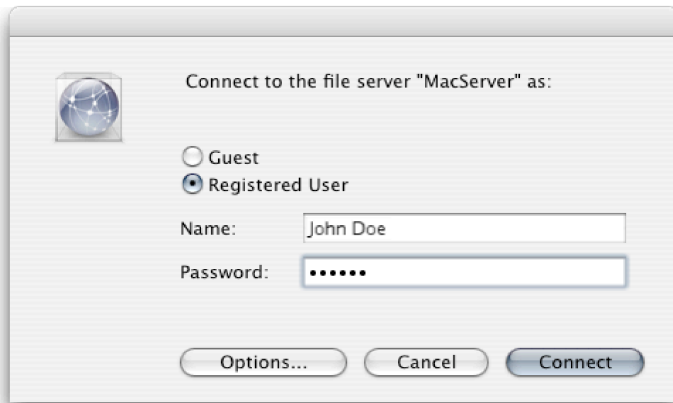 Connect to the file server "MacServer" as:
Guest
Registered User
Name: John Doe
Password: ••••••
Options... Cancel Connect